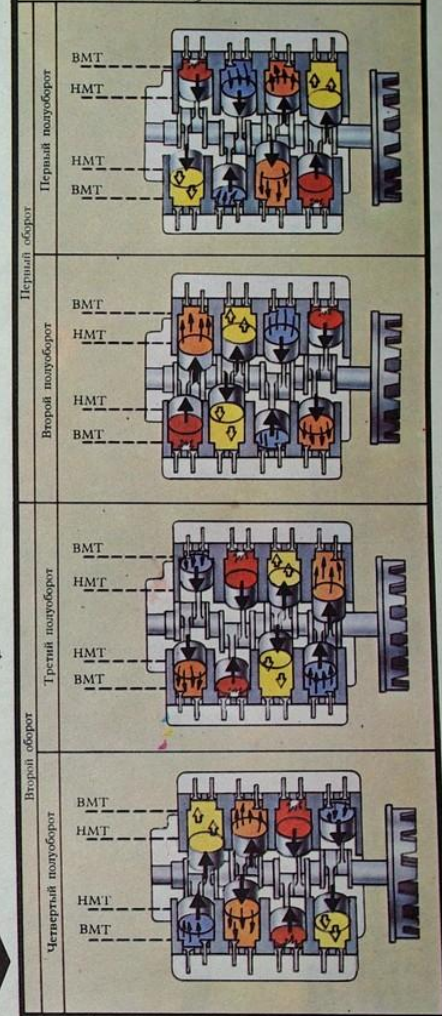 Первый оборот
Первый полуоборот
ВМТ
НМТ
НМТ
ВМТ
Второй полуоборот
ВМТ
НМТ
НМТ
ВМТ
Второй оборот
Третий полуоборот
ВМТ
НМТ
НМТ
ВМТ
Четвертый полуоборот
ВМТ
НМТ
НМТ
ВМТ